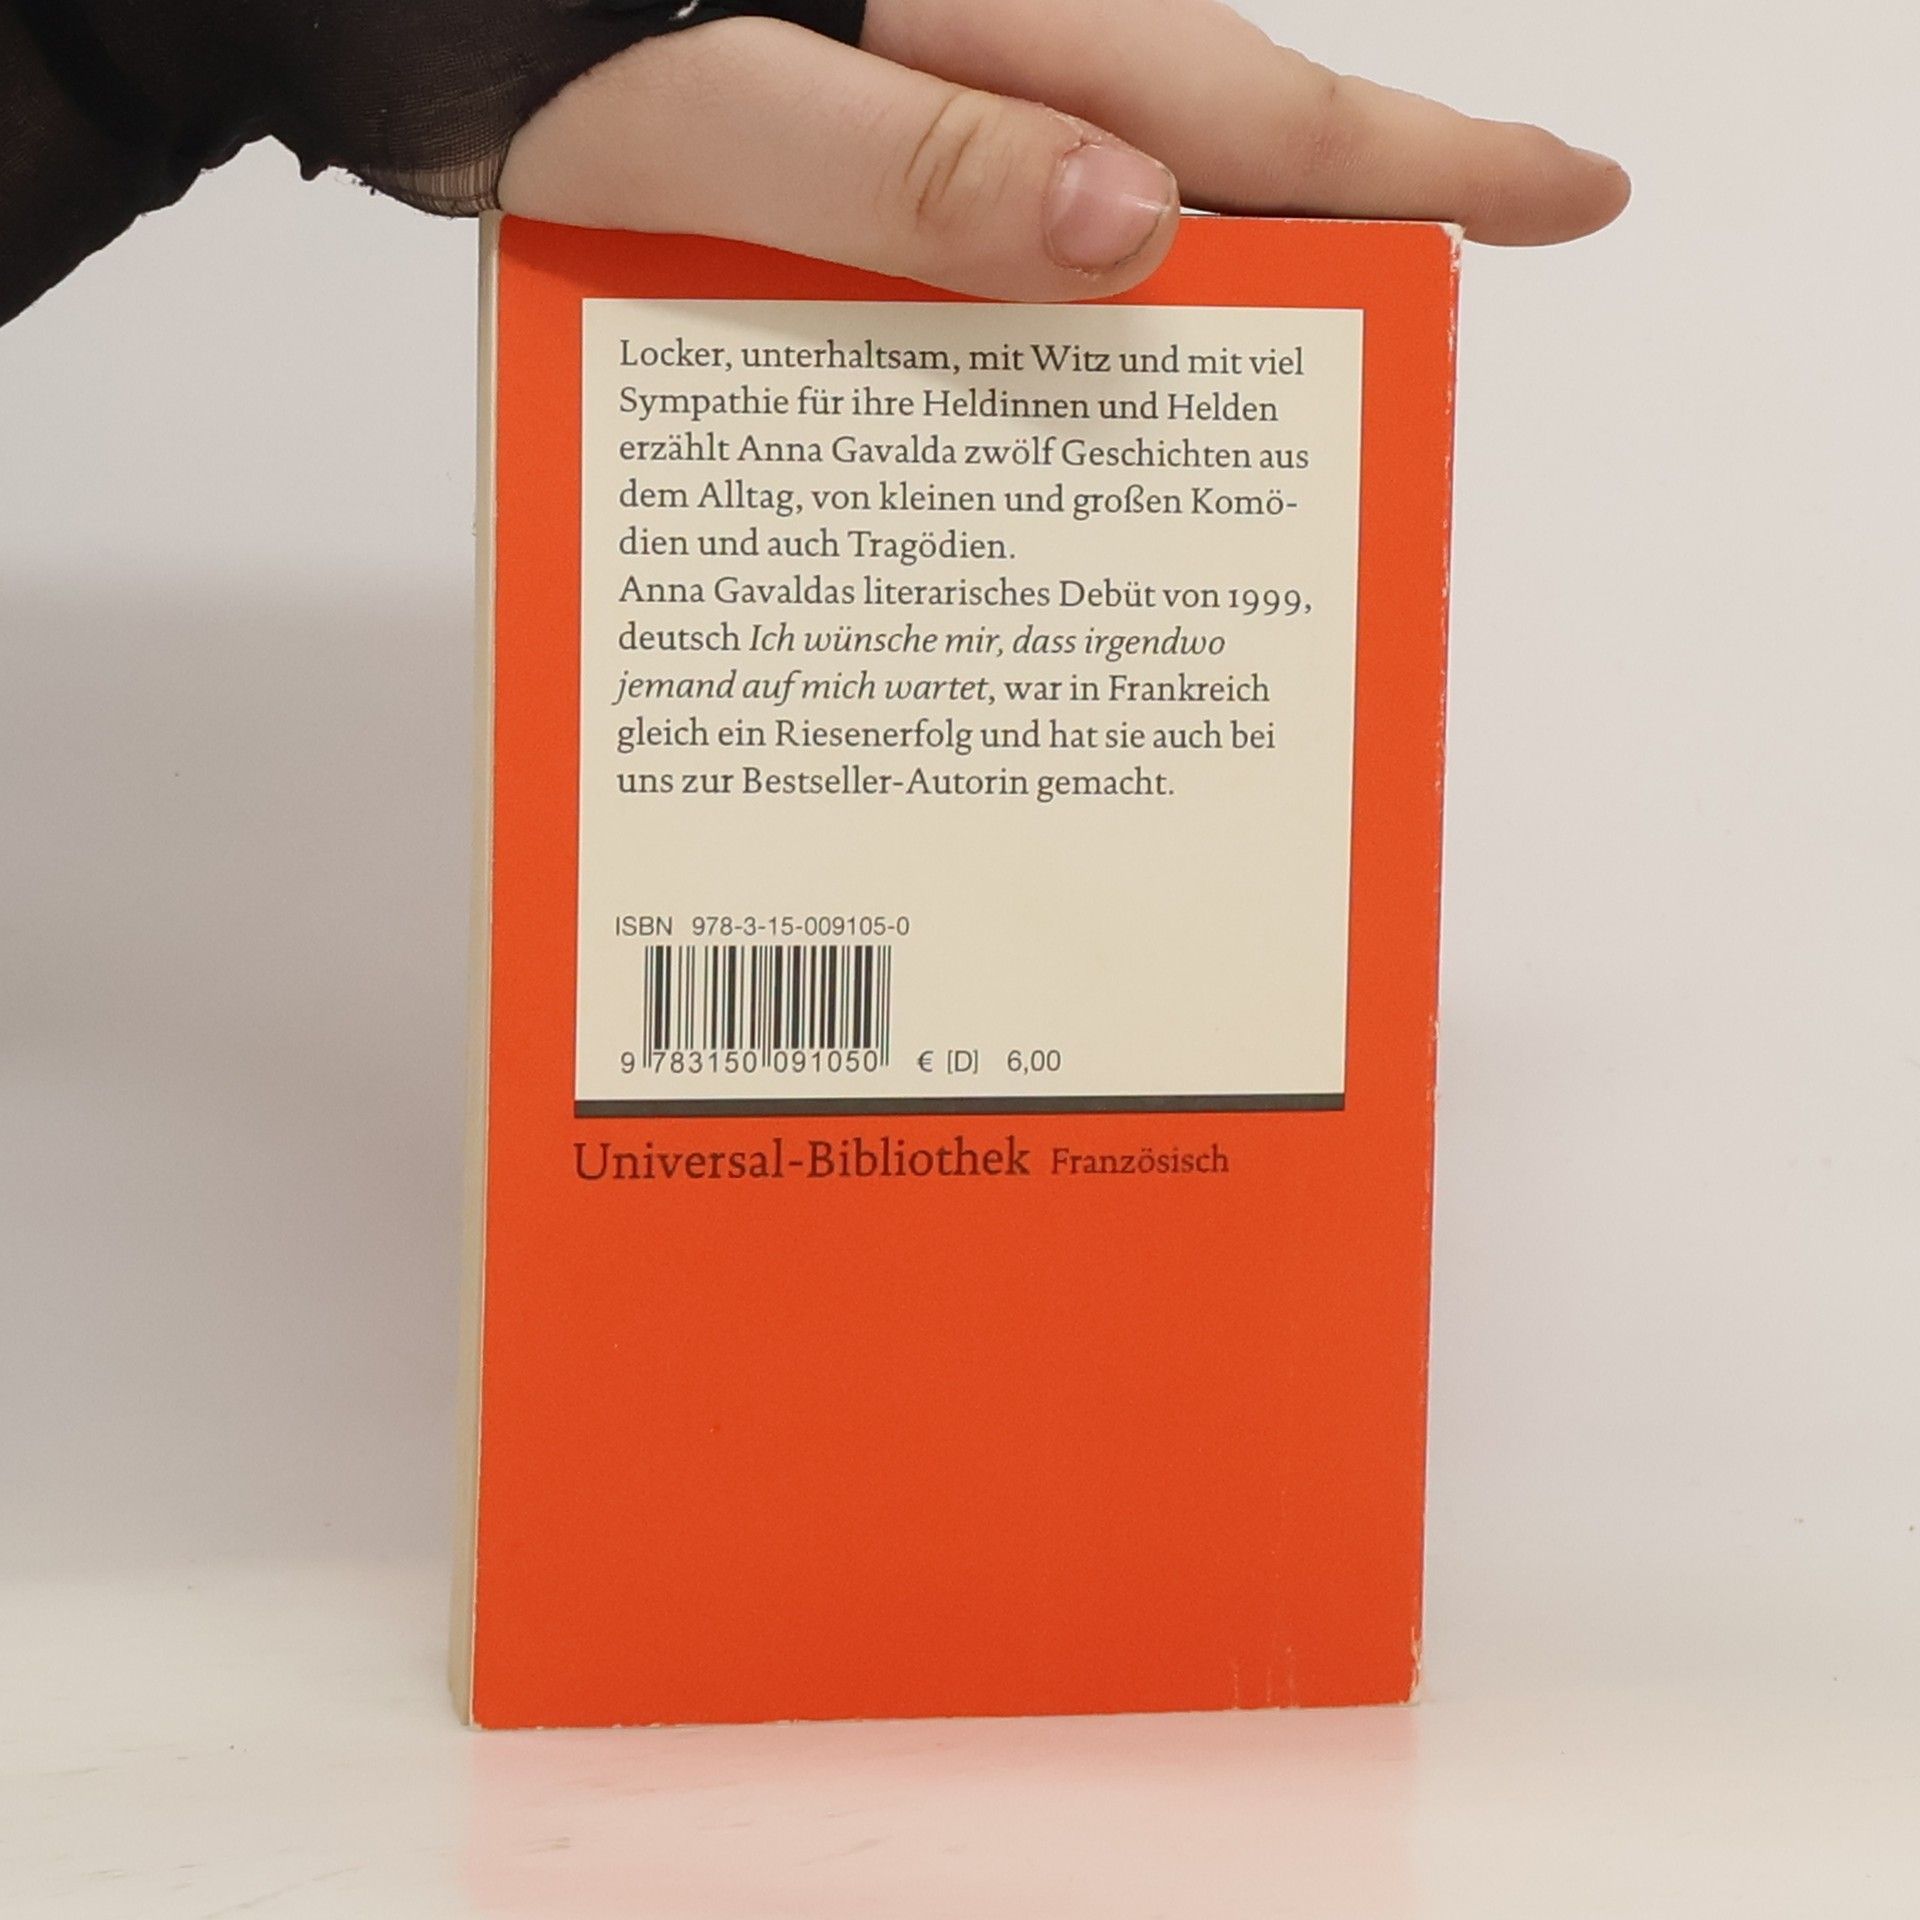 Locker, unterhaltsam, mit Witz und mit viel
Sympathie für ihre Heldinnen und Helden
erzählt Anna Gavalda zwölf Geschichten aus
dem Alltag, von kleinen und großen Komö-
dien und auch Tragödien.
Anna Gavaldas literarisches Debüt von 1999,
deutsch Ich wünsche mir, dass irgendwo
jemand auf mich wartet, war in Frankreich
gleich ein Riesenerfolg und hat sie auch bei
uns zur Bestseller-Autorin gemacht.
ISBN 978-3-15-009105-0
9 783150 091050 € [D] 6,00
Universal-Bibliothek Französisch